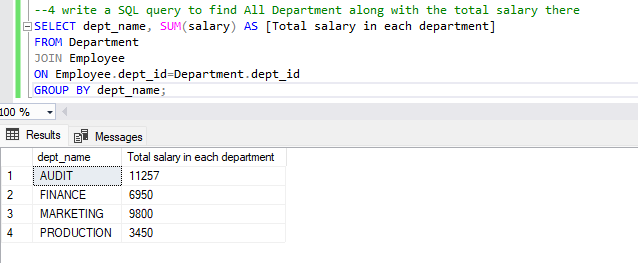 --4 write a SQL query to find All Department along with the total salary there
SELECT dept_name, SUM(salary) AS [Total salary in each department]
FROM Department
JOIN Employee
ON Employee.dept_id=Department.dept_id
GROUP BY dept_name;
100 %
Results Messages
dept_name Total salary in each department
1 AUDIT 11257
2 FINANCE 6950
3 MARKETING 9800
4 PRODUCTION 3450